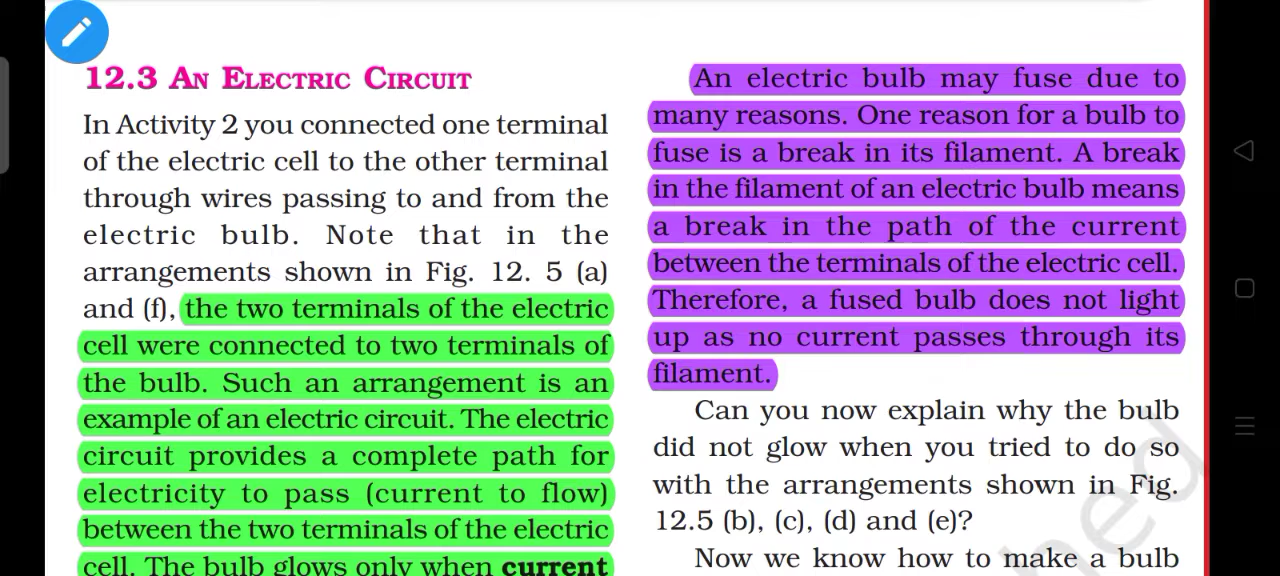 12.3 AN ELECTRIC CIRCUIT
In Activity 2 you connected one terminal
of the electric cell to the other terminal
through wires passing to and from the
electric bulb. Note that in the
arrangements shown in Fig. 12. 5 (a)
and (f), the two terminals of the electric
cell were connected to two terminals of
the bulb. Such an arrangement is an
example of an electric circuit. The electric
circuit provides a complete path for
electricity to pass (current to flow)
between the two terminals of the electric
cell. The bulb glows only when current
An electric bulb may fuse due to
many reasons. One reason for a bulb to
fuse is a break in its filament. A break
in the filament of an electric bulb means
a break in the path of the current
between the terminals of the electric cell.
Therefore, a fused bulb does not light
up as no current passes through its
filament.
Can you now explain why the bulb
did not glow when you tried to do so
with the arrangements shown in Fig.
12.5 (b), (c), (d) and (e)?
Now we know how to make a bulb